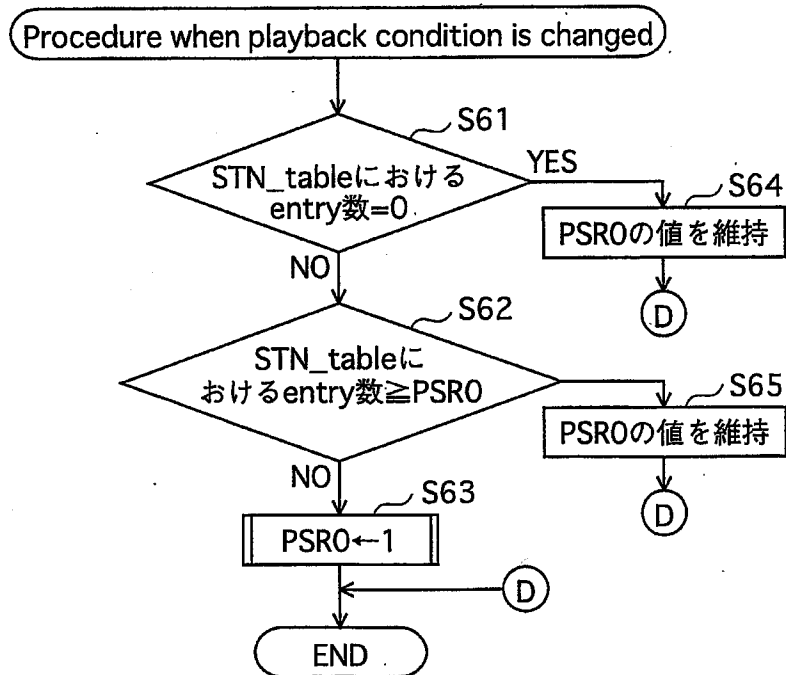 Procedure when playback condition is changed
S61
STN_tableにおける
entry数=0
YES
S64
PSR0の値を維持
D
NO
S62
STN_tableに
おけるentry数≧PSR0
S65
PSR0の値を維持
D
NO
S63
PSR0←1
D
END